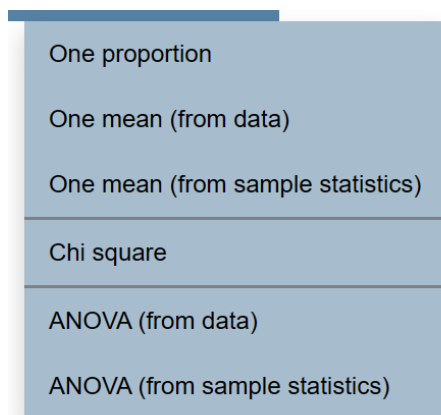 One proportion
One mean (from data)
One mean (from sample statistics)
Chi square
ANOVA (from data)
ANOVA (from sample statistics)